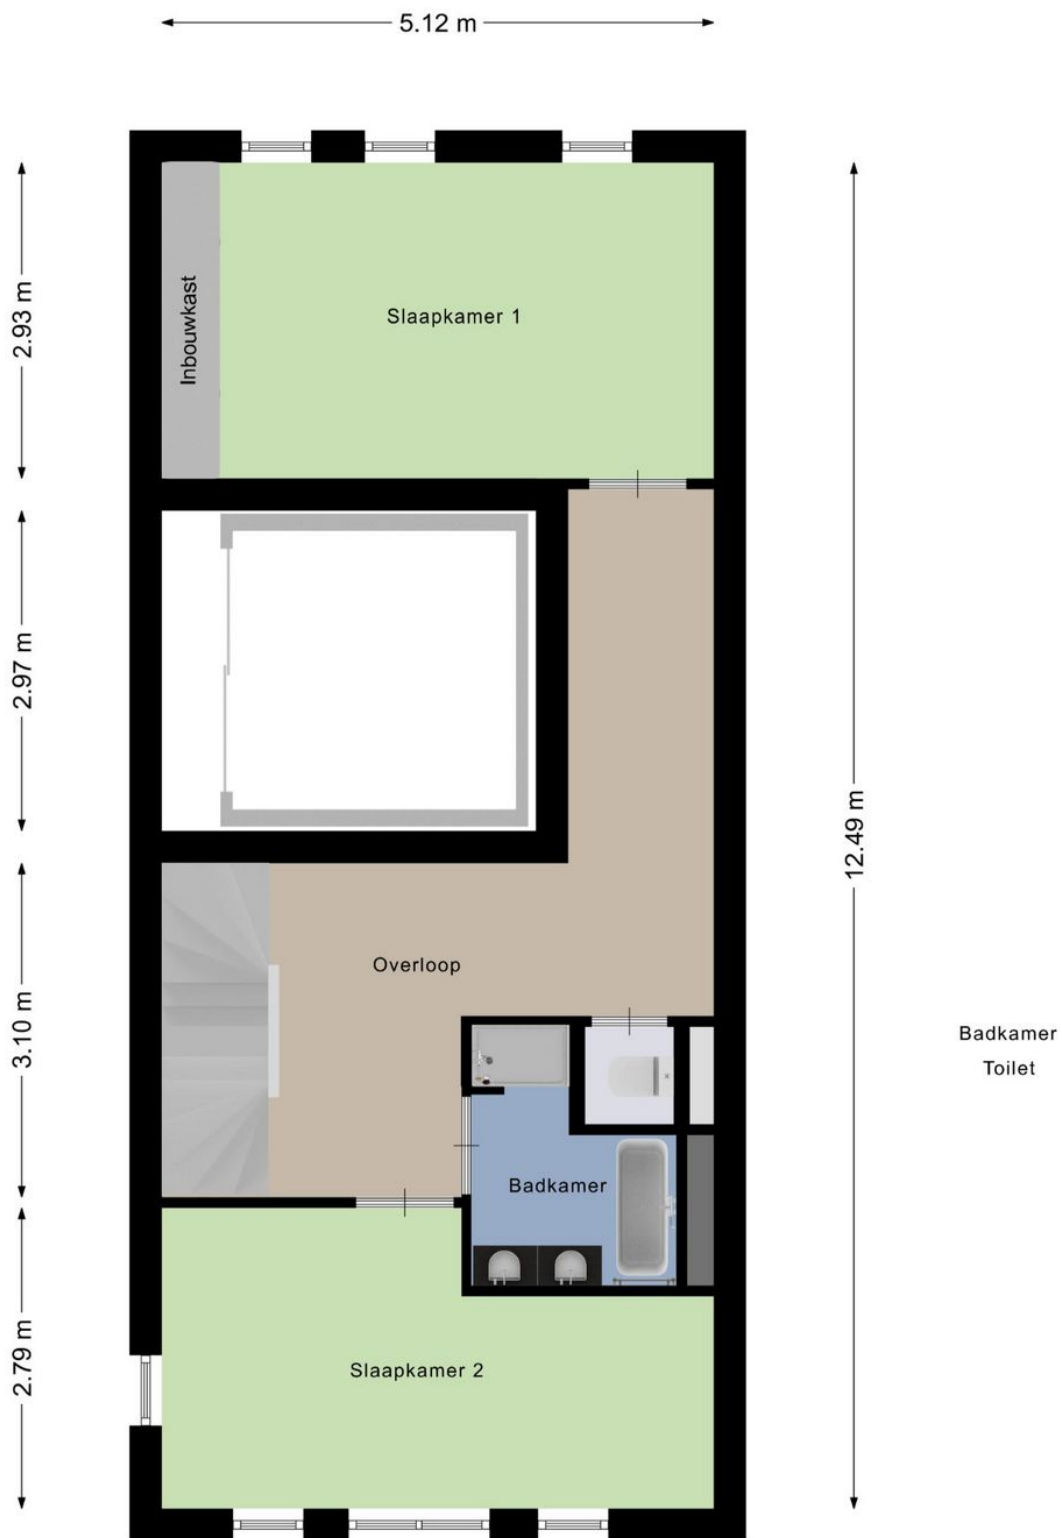 5.12 m
2.93 m
Inbouwkast
Slaapkamer 1
2.97 m
12.49 m
Overloop
3.10 m
Badkamer
Toilet
Badkamer
2.79 m
Slaapkamer 2